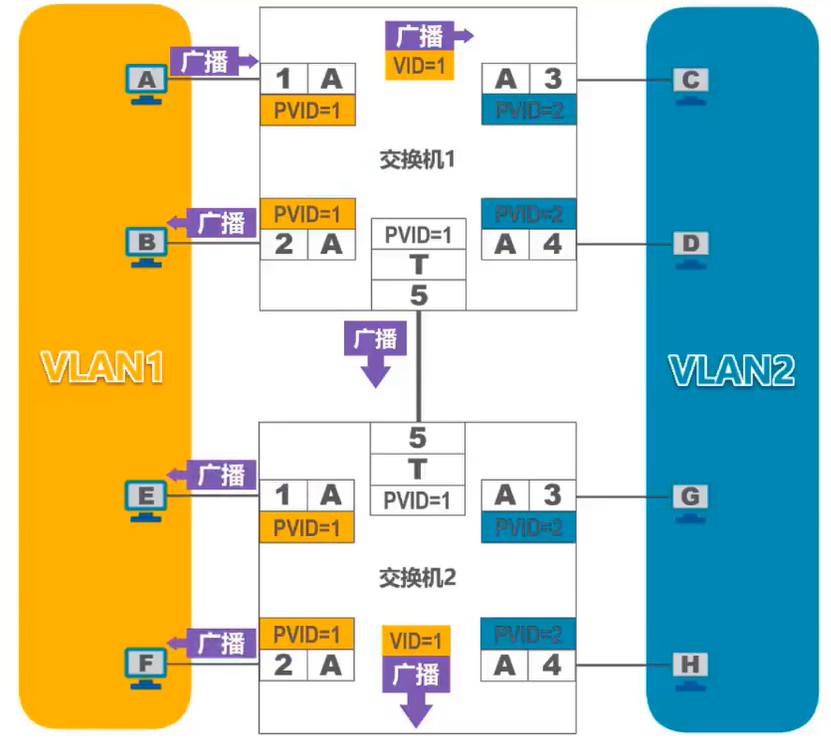 广播
VID=1
A
广播
1 A
PVID=1
A 3
PVID=2
C
交换机1
B
广播
PVID=1
2 A
PVID=1
T
5
PVID=2
A 4
D
广播
VLAN1
VLAN2
5
T
PVID=1
E
广播
1 A
PVID=1
A 3
PVID=2
G
交换机2
F
广播
PVID=1
2 A
VID=1
广播
PVID=2
A 4
H